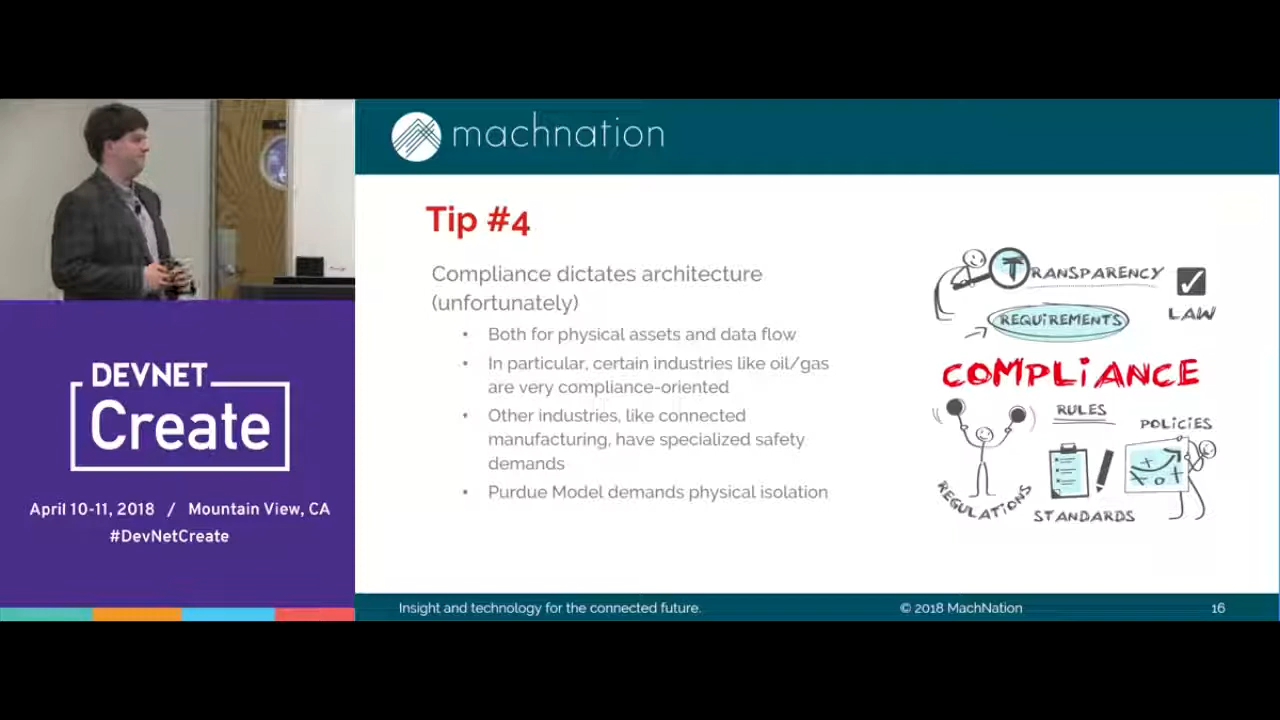 machnation
Tip #4
Compliance dictates architecture
(unfortunately)
• Both for physical assets and data flow
• In particular, certain industries like oil/gas
are very compliance-oriented
• Other industries, like connected
manufacturing, have specialized safety
demands
• Purdue Model demands physical isolation
TRANSPARENCY
REQUIREMENTS
LAW
COMPLIANCE
RULES
POLICIES
REGULATIONS
STANDARDS
DEVNET
Create
April 10-11, 2018 / Mountain View, CA
#DevNetCreate
Insight and technology for the connected future.
© 2018 MachNation
16